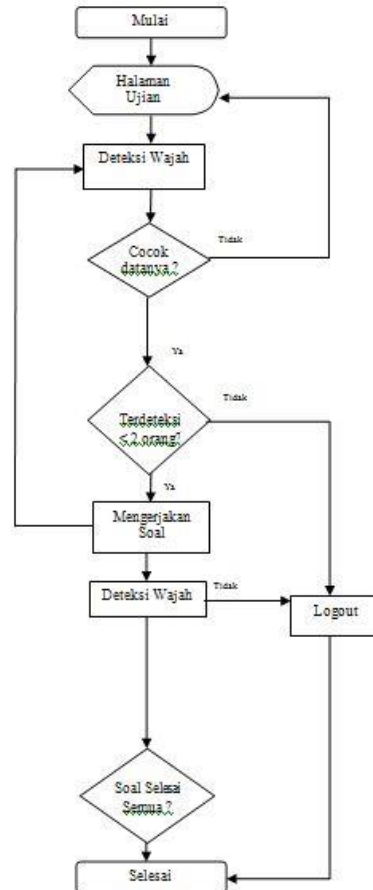 Mulai
Halaman
Ujian
Deteksi Wajah
Cocok
datanya ?
Tidak
Ya
Terdeteksi
≤ 2 orang?
Tidak
Ya
Mengerjakan
Soal
Deteksi Wajah
Tidak
Logout
Soal Selesai
Semua ?
Selesai